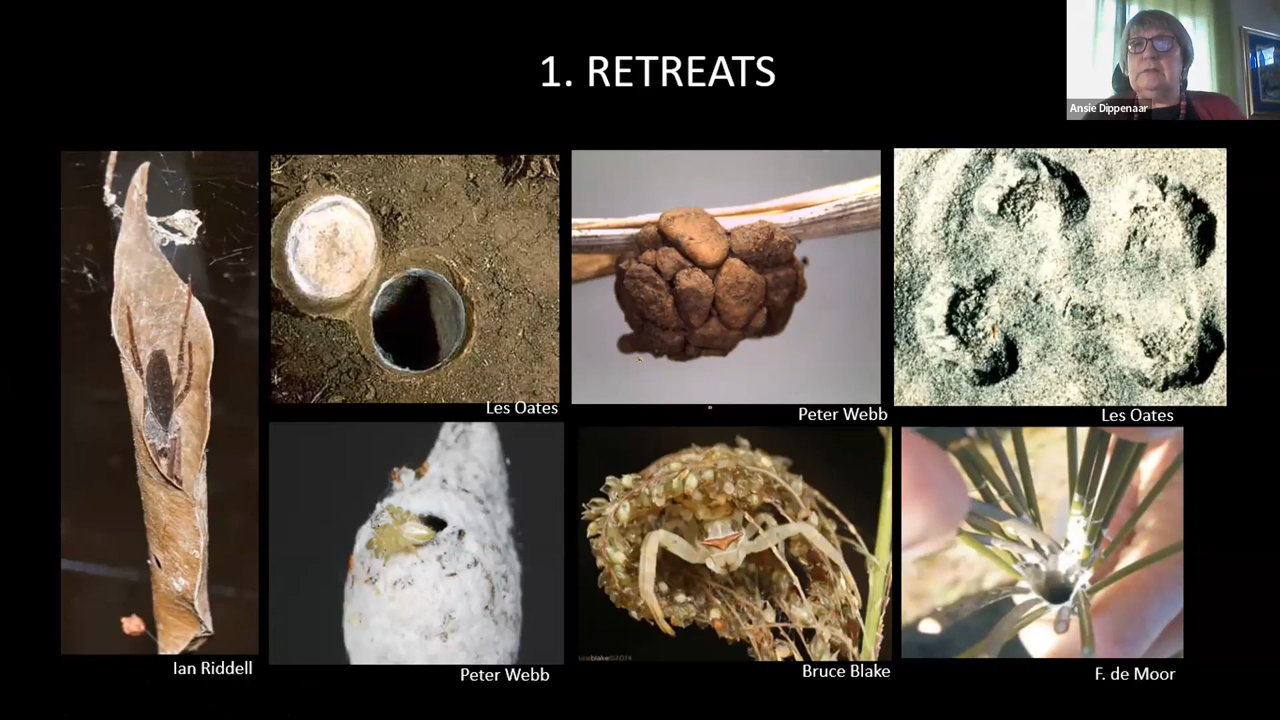 1. RETREATS
Ansie Dippenaar
Les Oates
Peter Webb
Les Oates
Ian Riddell
Peter Webb
Bruce Blake
F. de Moor